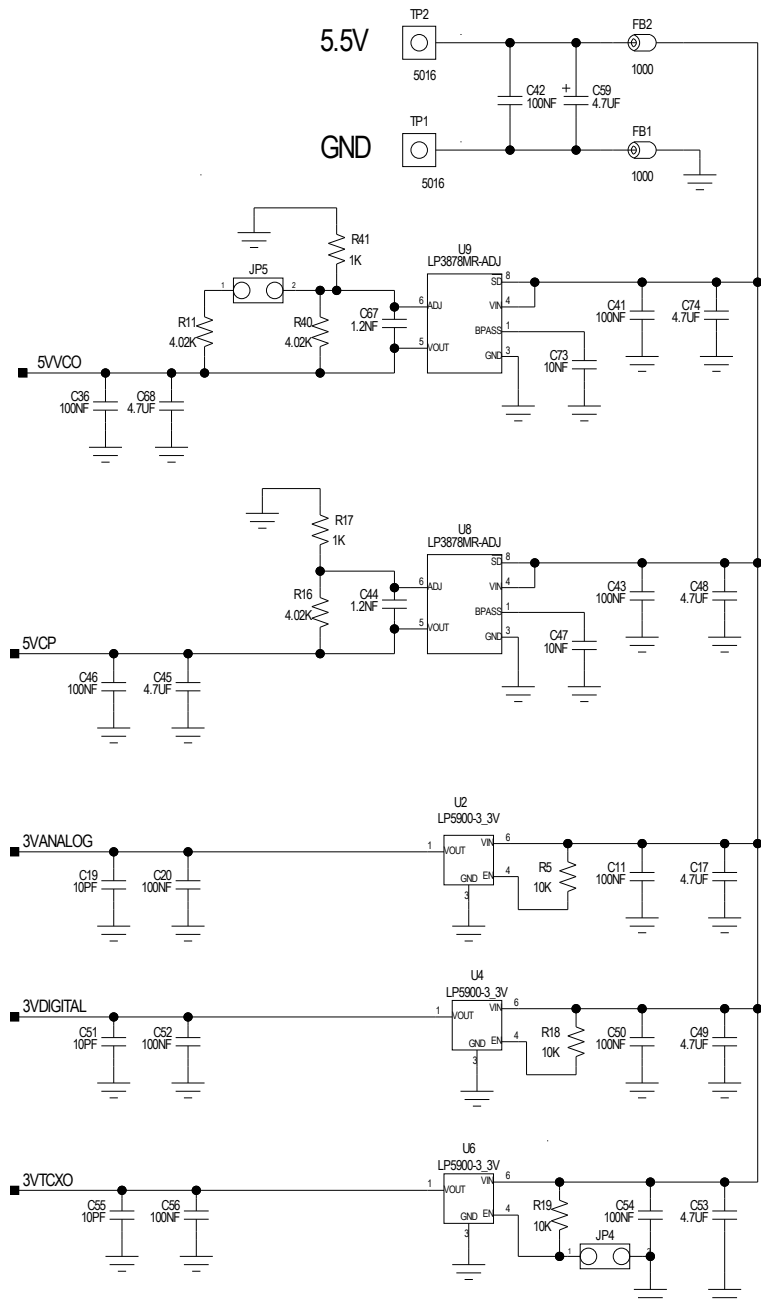 TP2
5.5V
5016
FB2
1000
C42
100NF
+
C59
4.7UF
TP1
GND
5016
FB1
1000
R41
1K
U9
LP3878MR-ADJ
JP5
1
2
R11
4.02K
R40
4.02K
C67
1.2NF
6
ADJ
5
VOUT
SD
8
VIN
4
BPASS
1
GND
3
C73
10NF
C41
100NF
C74
4.7UF
5VVCO
C36
100NF
C68
4.7UF
R17
1K
U8
LP3878MR-ADJ
R16
4.02K
C44
1.2NF
6
ADJ
5
VOUT
SD
8
VIN
4
BPASS
1
GND
3
C47
10NF
C43
100NF
C48
4.7UF
5VCP
C46
100NF
C45
4.7UF
U2
LP5900-3_3V
3VANALOG
1
VOUT
VIN
6
GND
EN
4
3
R5
10K
C11
100NF
C17
4.7UF
C19
10PF
C20
100NF
U4
LP5900-3_3V
3VDIGITAL
1
VOUT
VIN
6
GND
EN
4
3
R18
10K
C50
100NF
C49
4.7UF
C51
10PF
C52
100NF
U6
LP5900-3_3V
3VTCXO
1
VOUT
VIN
6
GND
EN
4
3
R19
10K
JP4
1
2
C54
100NF
C53
4.7UF
C55
10PF
C56
100NF